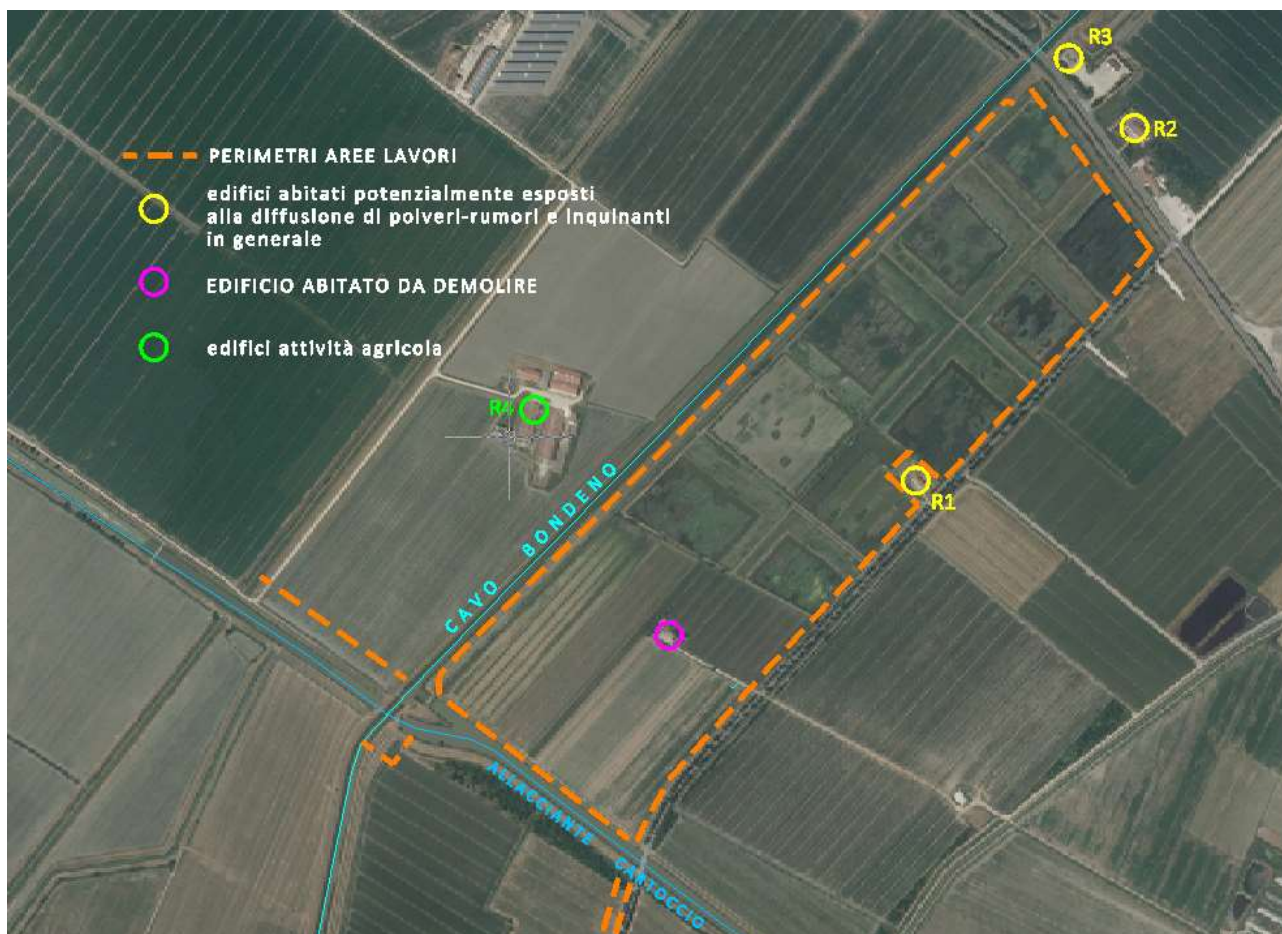 R3
R2
PERIMETRI AREE LAVORI
edifici abitati potenzialmente esposti
alla diffusione di polveri-rumori e inquinanti
in generale
EDIFICIO ABITATO DA DEMOLIRE
edifici attività agricola
R4
CAVO BONDENO
R1
ALLACCIANTE CARTOCCIO